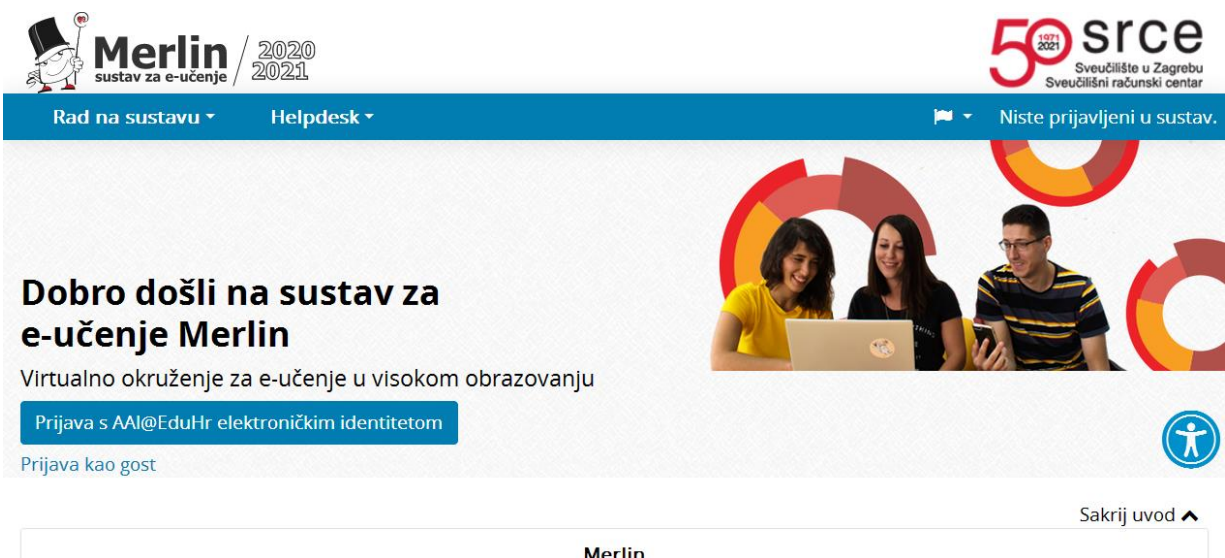 Merlin
sustav za e-učenje
2020
2021
50
1971
2021
srce
Sveučilište u Zagrebu
Sveučilišni računski centar
Rad na sustavu
Helpdesk
Niste prijavljeni u sustav.
Dobro došli na sustav za
e-učenje Merlin
Virtualno okruženje za e-učenje u visokom obrazovanju
Prijava s AAI@EduHr elektroničkim identitetom
Prijava kao gost
Sakrij uvod
Merlin